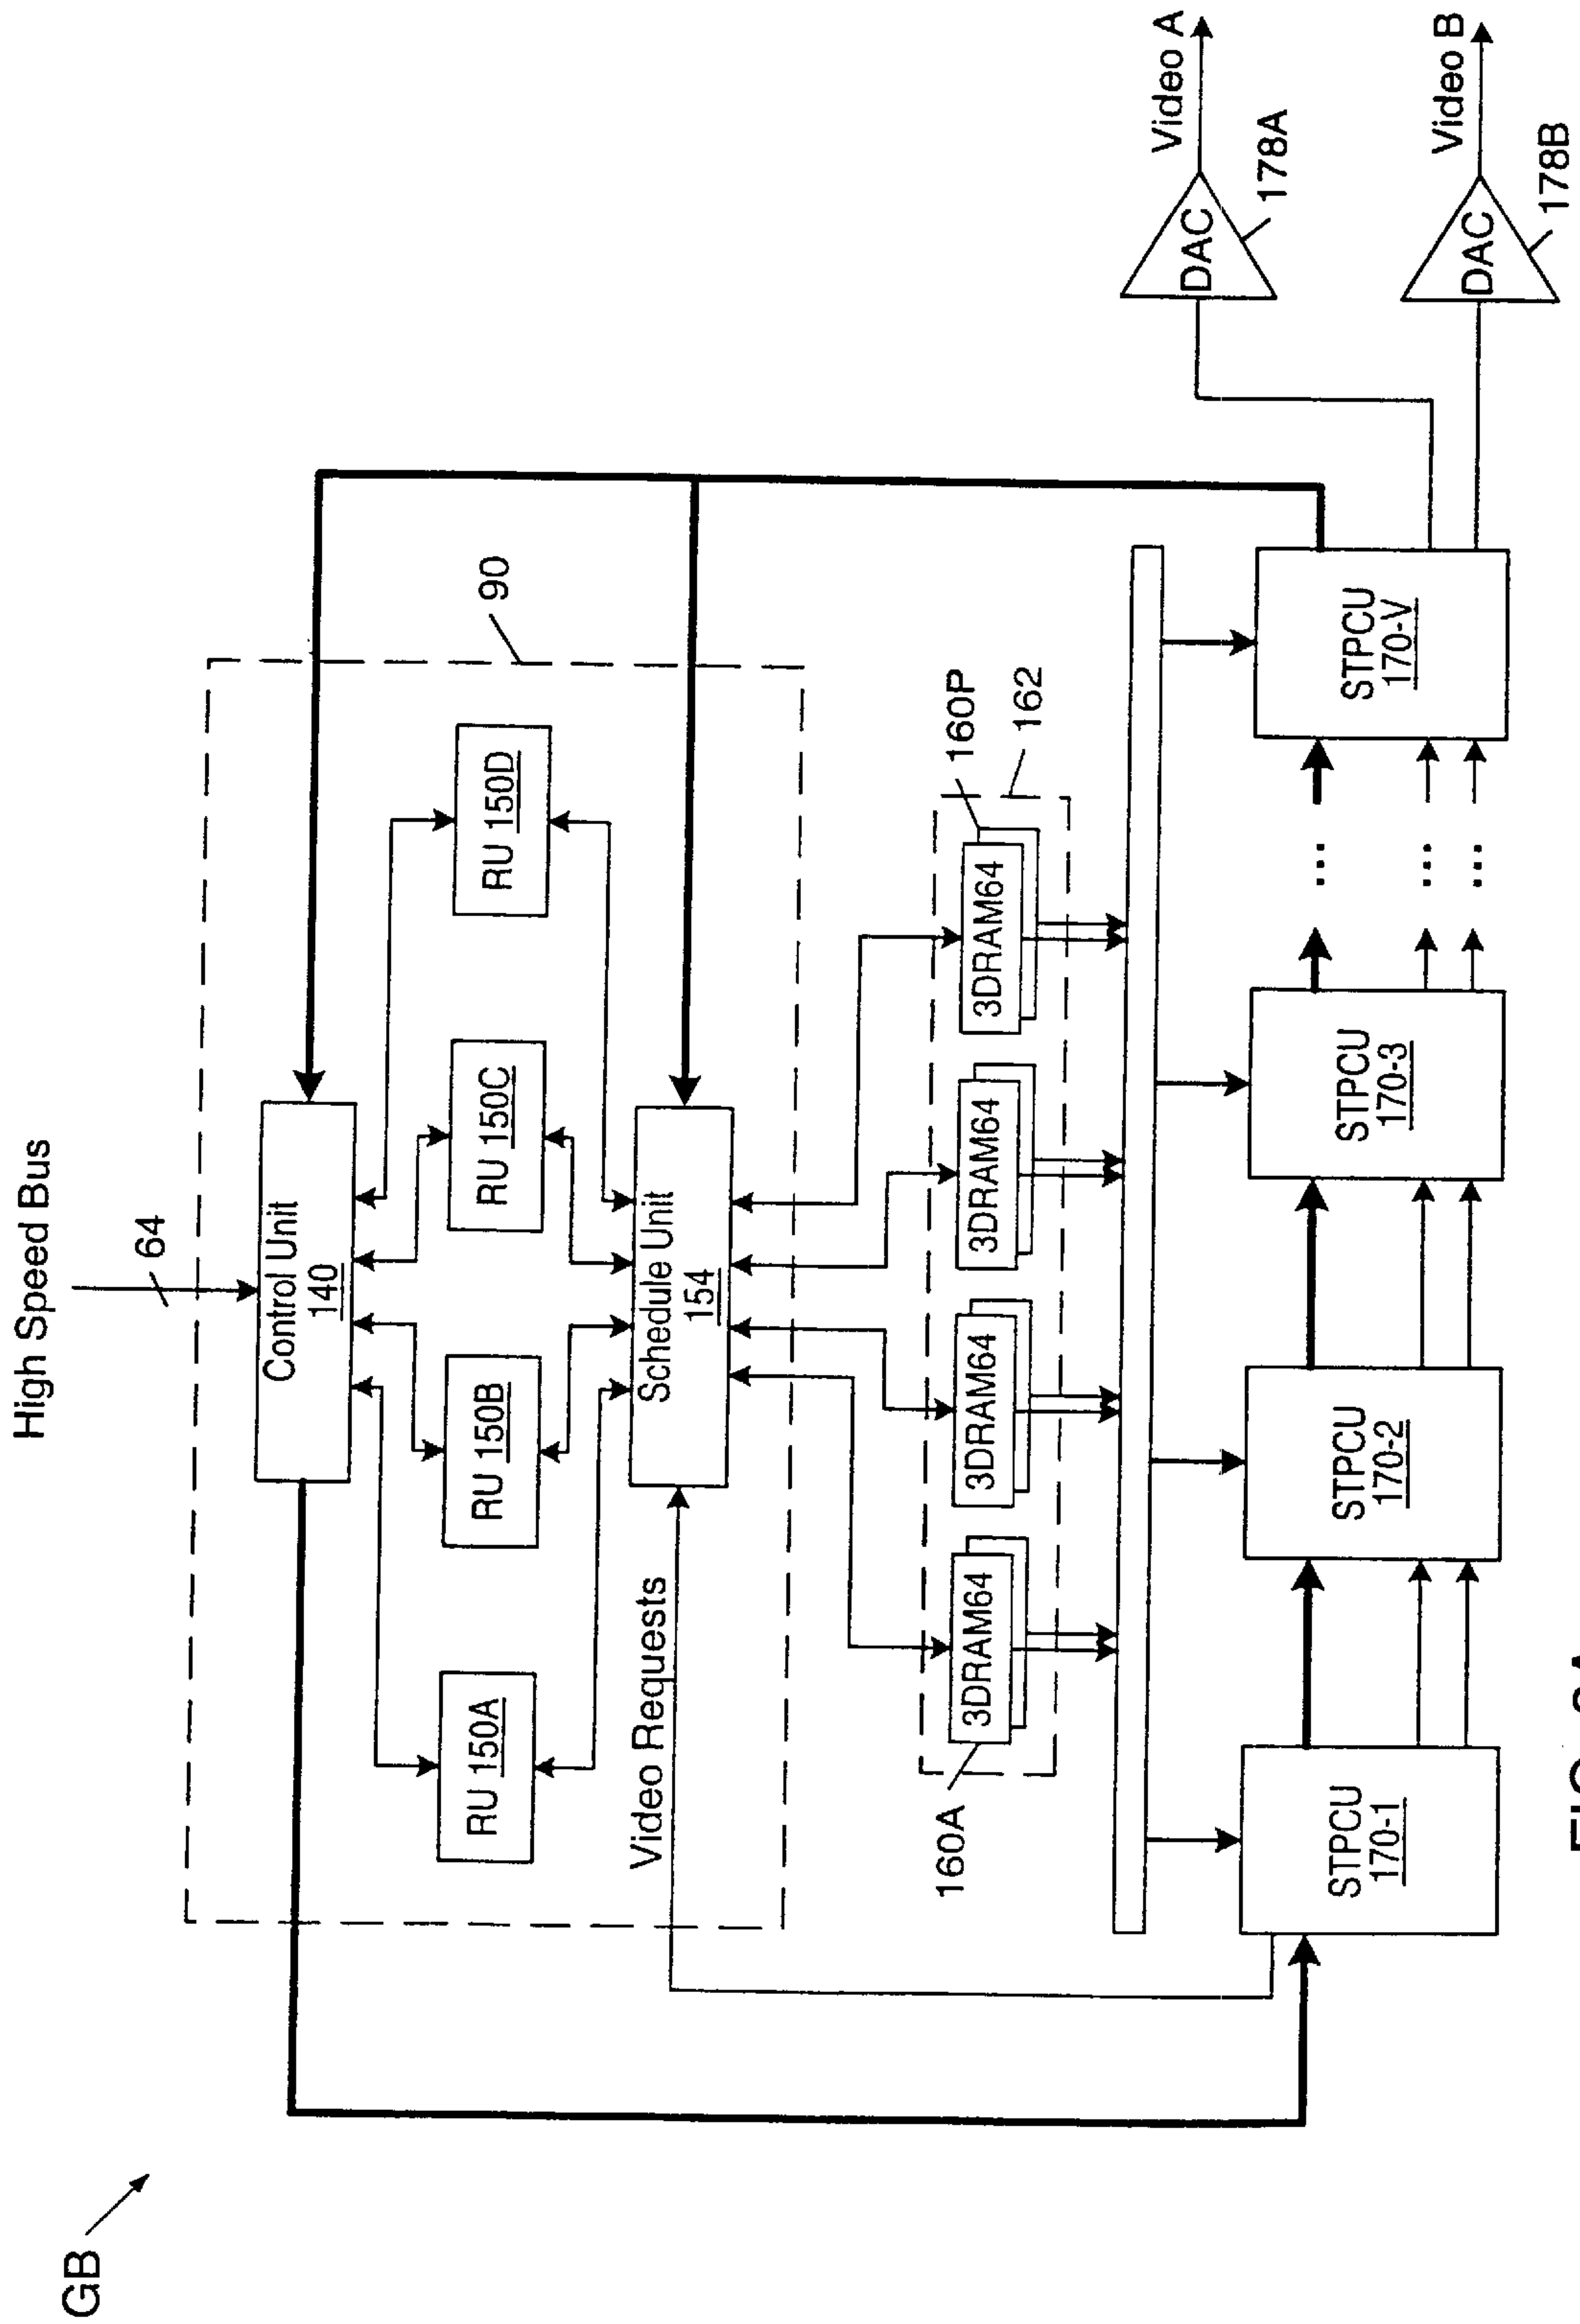 GB
High Speed Bus
64
Control Unit
140
90
RU 150A
RU 150B
RU 150C
RU 150D
Video Requests
Schedule Unit
154
160A
3DRAM64
3DRAM64
3DRAM64
3DRAM64
160P
162
STPCU
170-1
STPCU
170-2
STPCU
170-3
...
...
...
STPCU
170-V
DAC
178A
Video A
DAC
178B
Video B